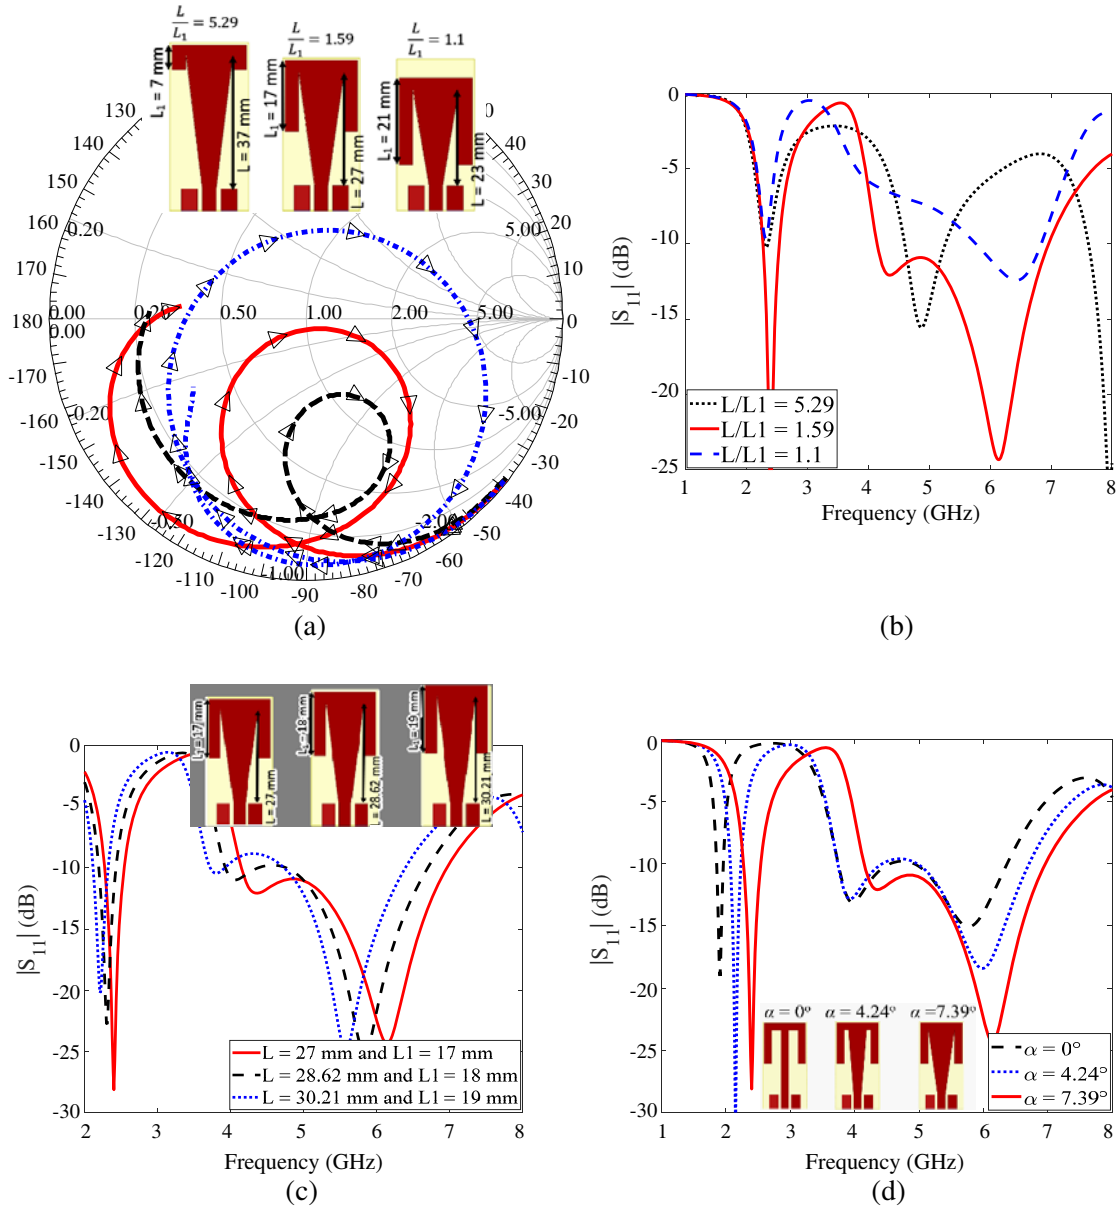 L/L₁ = 5.29
L/L₁ = 1.59
L/L₁ = 1.1
L₁ = 7 mm
L = 37 mm
L₁ = 17 mm
L = 27 mm
L₁ = 21 mm
L = 23 mm
130
140
150
160
170
180
-170
-160
-150
-140
-130
-120
-110
-100
-90
-80
-70
-60
-50
-40
-30
-20
-10
0
10
20
30
40
0.20
5.00
0.00
0.20
0.50
1.00
2.00
5.00
0.00
-0.20
-5.00
-0.50
-2.00
-1.00
(a)
0
-5
-10
-15
-20
-25
1 2 3 4 5 6 7 8
|S₁₁| (dB)
Frequency (GHz)
L/L1 = 5.29
L/L1 = 1.59
L/L1 = 1.1
(b)
L₁ = 17 mm
L = 27 mm
L₁ = 18 mm
L = 28.62 mm
L₁ = 19 mm
L = 30.21 mm
0
-5
-10
-15
-20
-25
-30
2 3 4 5 6 7 8
|S₁₁| (dB)
Frequency (GHz)
L = 27 mm and L1 = 17 mm
L = 28.62 mm and L1 = 18 mm
L = 30.21 mm and L1 = 19 mm
(c)
0
-5
-10
-15
-20
-25
-30
1 2 3 4 5 6 7 8
|S₁₁| (dB)
Frequency (GHz)
α = 0° α = 4.24° α =7.39°
α = 0°
α = 4.24°
α = 7.39°
(d)